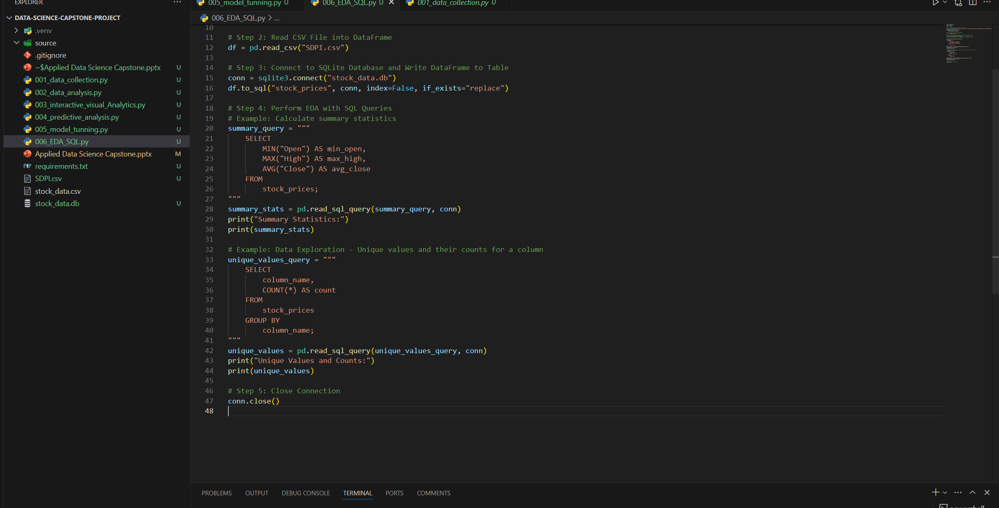 EXPLORER
DATA-SCIENCE-CAPSTONE-PROJECT
.venv
source
.gitignore
~$Applied Data Science Capstone.pptx U
001_data_collection.py U
002_data_analysis.py U
003_interactive_visual_Analytics.py U
004_predictive_analysis.py U
005_model_tunning.py U
006_EDA_SQL.py U
Applied Data Science Capstone.pptx M
requirements.txt U
SDPI.csv U
stock_data.csv
stock_data.db U
005_model_tunning.py U 006_EDA_SQL.py U 001_data_collection.py U
006_EDA_SQL.py > ...
10
11 # Step 2: Read CSV File into DataFrame
12 df = pd.read_csv("SDPI.csv")
13
14 # Step 3: Connect to SQLite Database and Write DataFrame to Table
15 conn = sqlite3.connect("stock_data.db")
16 df.to_sql("stock_prices", conn, index=False, if_exists="replace")
17
18 # Step 4: Perform EDA with SQL Queries
19 # Example: Calculate summary statistics
20 summary_query = """
21 SELECT
22 MIN("Open") AS min_open,
23 MAX("High") AS max_high,
24 AVG("Close") AS avg_close
25 FROM
26 stock_prices;
27 """
28 summary_stats = pd.read_sql_query(summary_query, conn)
29 print("Summary Statistics:")
30 print(summary_stats)
31
32 # Example: Data Exploration - Unique values and their counts for a column
33 unique_values_query = """
34 SELECT
35 column_name,
36 COUNT(*) AS count
37 FROM
38 stock_prices
39 GROUP BY
40 column_name;
41 """
42 unique_values = pd.read_sql_query(unique_values_query, conn)
43 print("Unique Values and Counts:")
44 print(unique_values)
45
46 # Step 5: Close Connection
47 conn.close()
48
PROBLEMS OUTPUT DEBUG CONSOLE TERMINAL PORTS COMMENTS
powershell